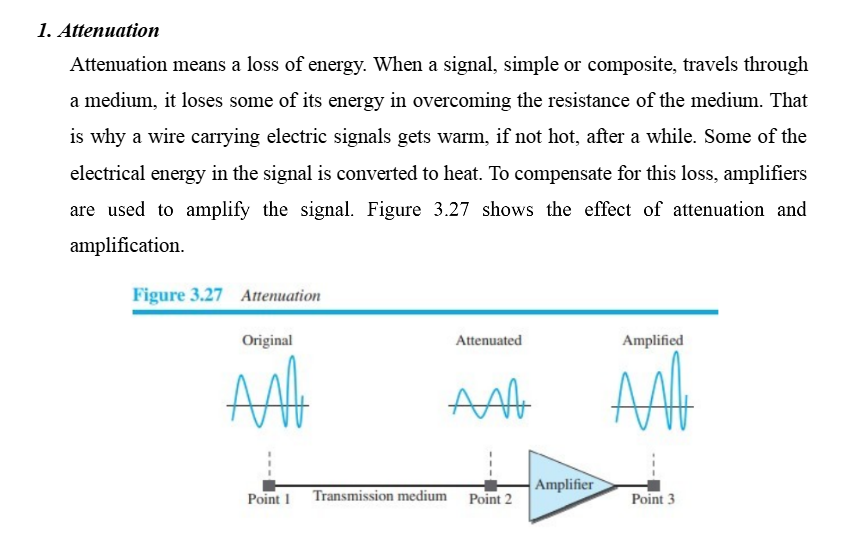 1. Attenuation
Attenuation means a loss of energy. When a signal, simple or composite, travels through
a medium, it loses some of its energy in overcoming the resistance of the medium. That
is why a wire carrying electric signals gets warm, if not hot, after a while. Some of the
electrical energy in the signal is converted to heat. To compensate for this loss, amplifiers
are used to amplify the signal. Figure 3.27 shows the effect of attenuation and
amplification.
Figure 3.27 Attenuation
Original Attenuated Amplified
Amplifier
Point 1 Transmission medium Point 2 Point 3